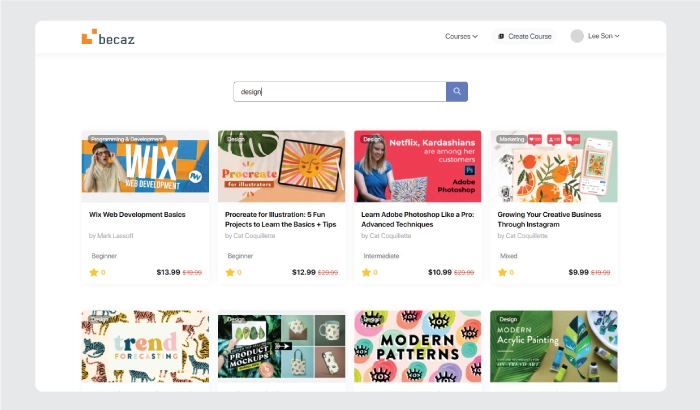 becaz
Courses
Create Course
Lee Son
design
Programming & Development
WIX
WEB DEVELOPMENT
Wix Web Development Basics
by Mark Lassoff
Beginner
0
$13.99 $19.99
Design
Procreate
for illustrators
Procreate for Illustration: 5 Fun
Projects to Learn the Basics + Tips
by Cat Coquillette
Beginner
0
$12.99 $29.99
Design
Netflix, Kardashians
are among her
customers
Ps
Adobe
Photoshop
Learn Adobe Photoshop Like a Pro:
Advanced Techniques
by Cat Coquillette
Intermediate
0
$10.99 $29.99
Marketing
Growing Your Creative Business
Through Instagram
by Cat Coquillette
Mixed
0
$9.99 $19.99
Design
trend
FORECASTING
Design
PRODUCT
MOCKUPS
Design
MODERN
PATTERNS
Design
MODERN
Acrylic Painting